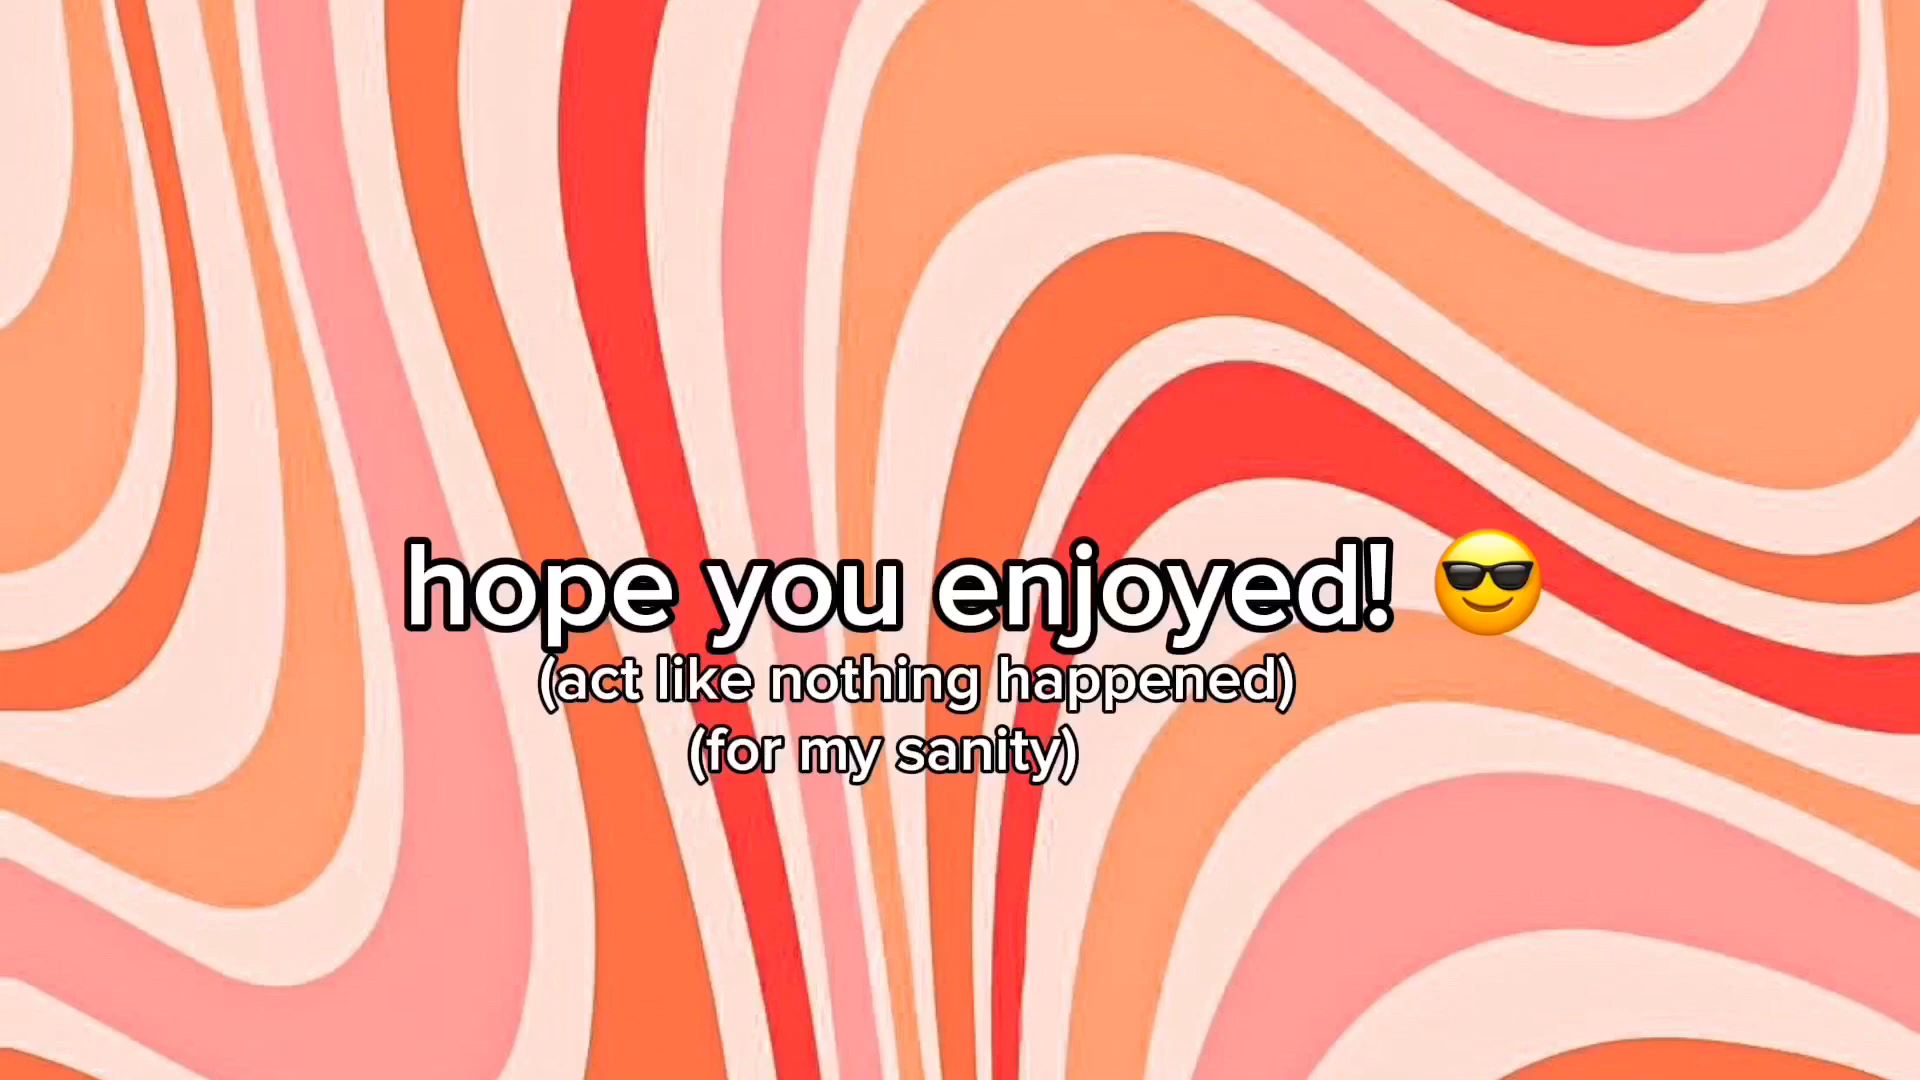 hope you enjoyed! 😎
(act like nothing happened)
(for my sanity)